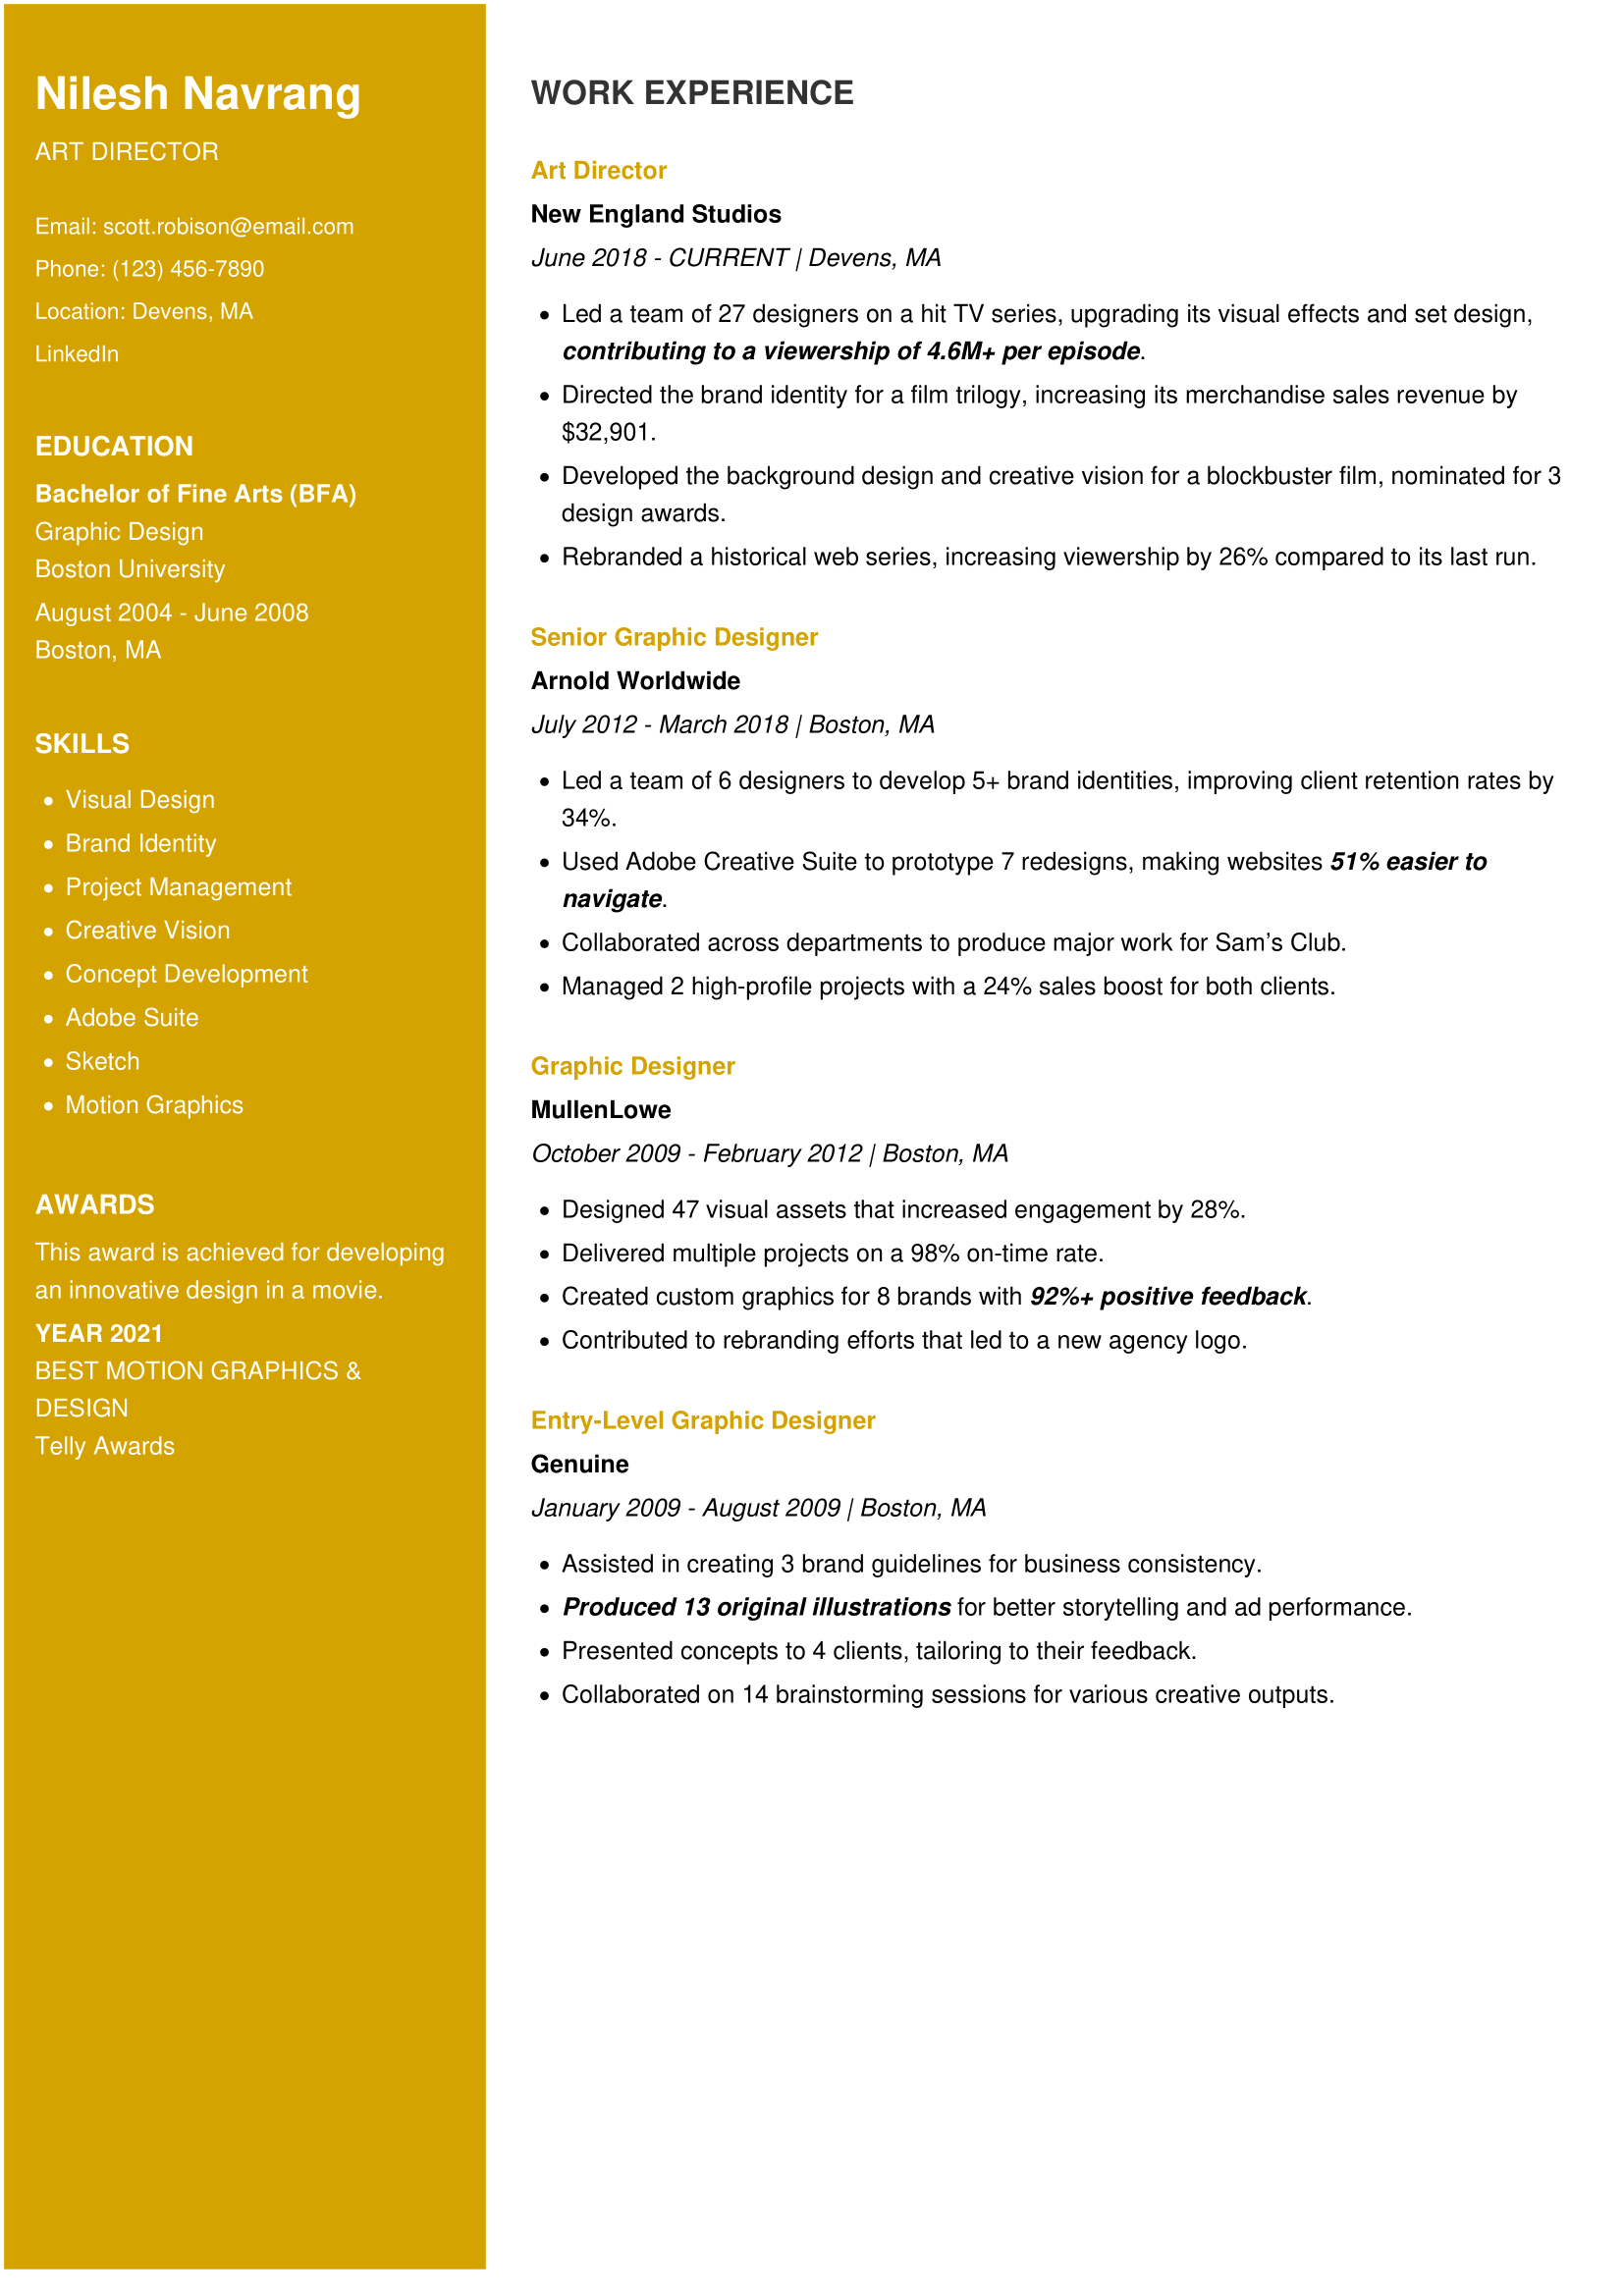 Nilesh Navrang
ART DIRECTOR
Email: scott.robison@email.com
Phone: (123) 456-7890
Location: Devens, MA
LinkedIn
EDUCATION
Bachelor of Fine Arts (BFA)
Graphic Design
Boston University
August 2004 - June 2008
Boston, MA
SKILLS
• Visual Design
• Brand Identity
• Project Management
• Creative Vision
• Concept Development
• Adobe Suite
• Sketch
• Motion Graphics
AWARDS
This award is achieved for developing
an innovative design in a movie.
YEAR 2021
BEST MOTION GRAPHICS &
DESIGN
Telly Awards
WORK EXPERIENCE
Art Director
New England Studios
June 2018 - CURRENT | Devens, MA
• Led a team of 27 designers on a hit TV series, upgrading its visual effects and set design,
contributing to a viewership of 4.6M+ per episode.
• Directed the brand identity for a film trilogy, increasing its merchandise sales revenue by
$32,901.
• Developed the background design and creative vision for a blockbuster film, nominated for 3
design awards.
• Rebranded a historical web series, increasing viewership by 26% compared to its last run.
Senior Graphic Designer
Arnold Worldwide
July 2012 - March 2018 | Boston, MA
• Led a team of 6 designers to develop 5+ brand identities, improving client retention rates by
34%.
• Used Adobe Creative Suite to prototype 7 redesigns, making websites 51% easier to
navigate.
• Collaborated across departments to produce major work for Sam’s Club.
• Managed 2 high-profile projects with a 24% sales boost for both clients.
Graphic Designer
MullenLowe
October 2009 - February 2012 | Boston, MA
• Designed 47 visual assets that increased engagement by 28%.
• Delivered multiple projects on a 98% on-time rate.
• Created custom graphics for 8 brands with 92%+ positive feedback.
• Contributed to rebranding efforts that led to a new agency logo.
Entry-Level Graphic Designer
Genuine
January 2009 - August 2009 | Boston, MA
• Assisted in creating 3 brand guidelines for business consistency.
• Produced 13 original illustrations for better storytelling and ad performance.
• Presented concepts to 4 clients, tailoring to their feedback.
• Collaborated on 14 brainstorming sessions for various creative outputs.